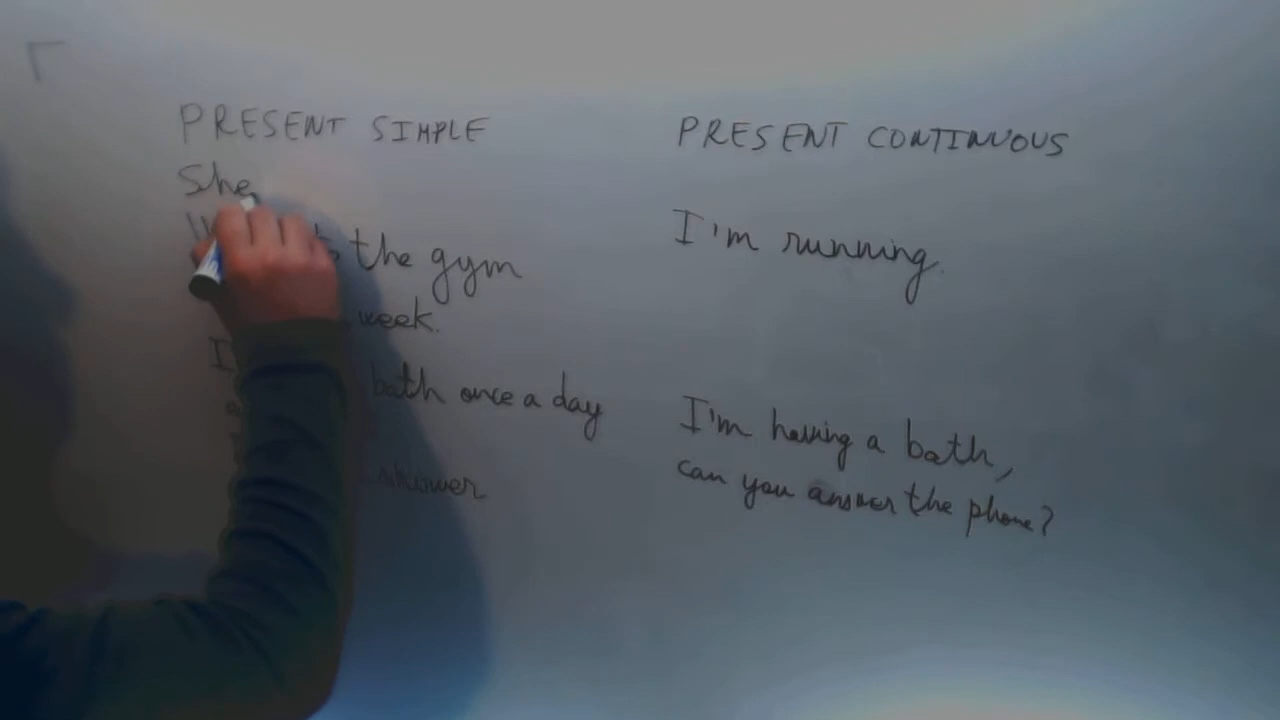 PRESENT SIMPLE
She
the gym
week.
I
bath once a day
shower
PRESENT CONTINUOUS
I'm running.
I'm having a bath,
can you answer the phone?